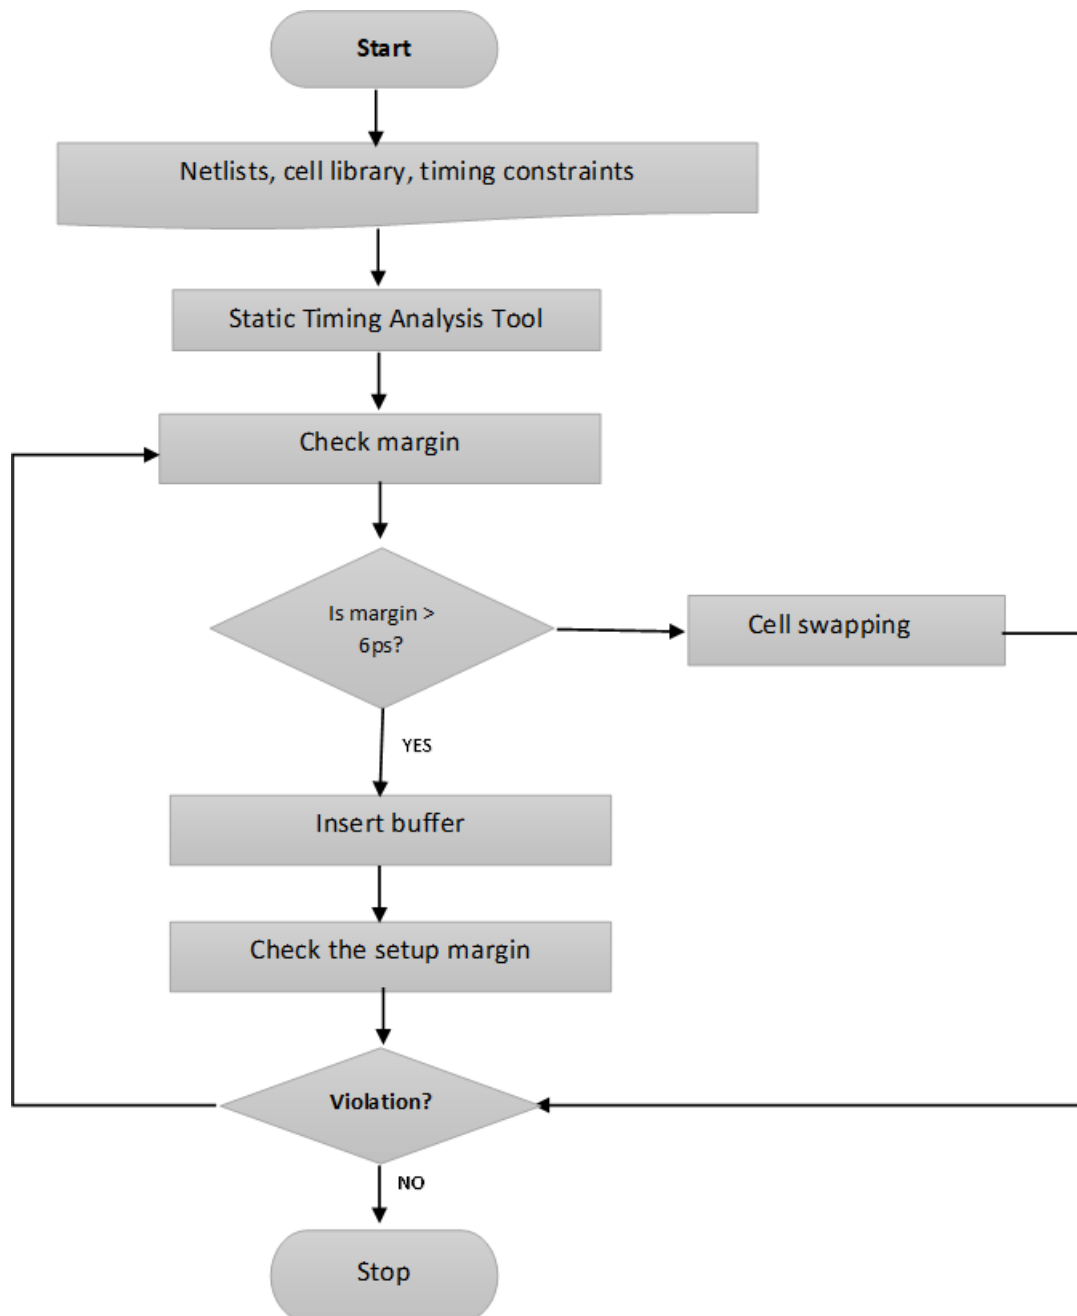 Start
Netlists, cell library, timing constraints
Static Timing Analysis Tool
Check margin
Is margin >
6ps?
Cell swapping
YES
Insert buffer
Check the setup margin
Violation?
NO
Stop